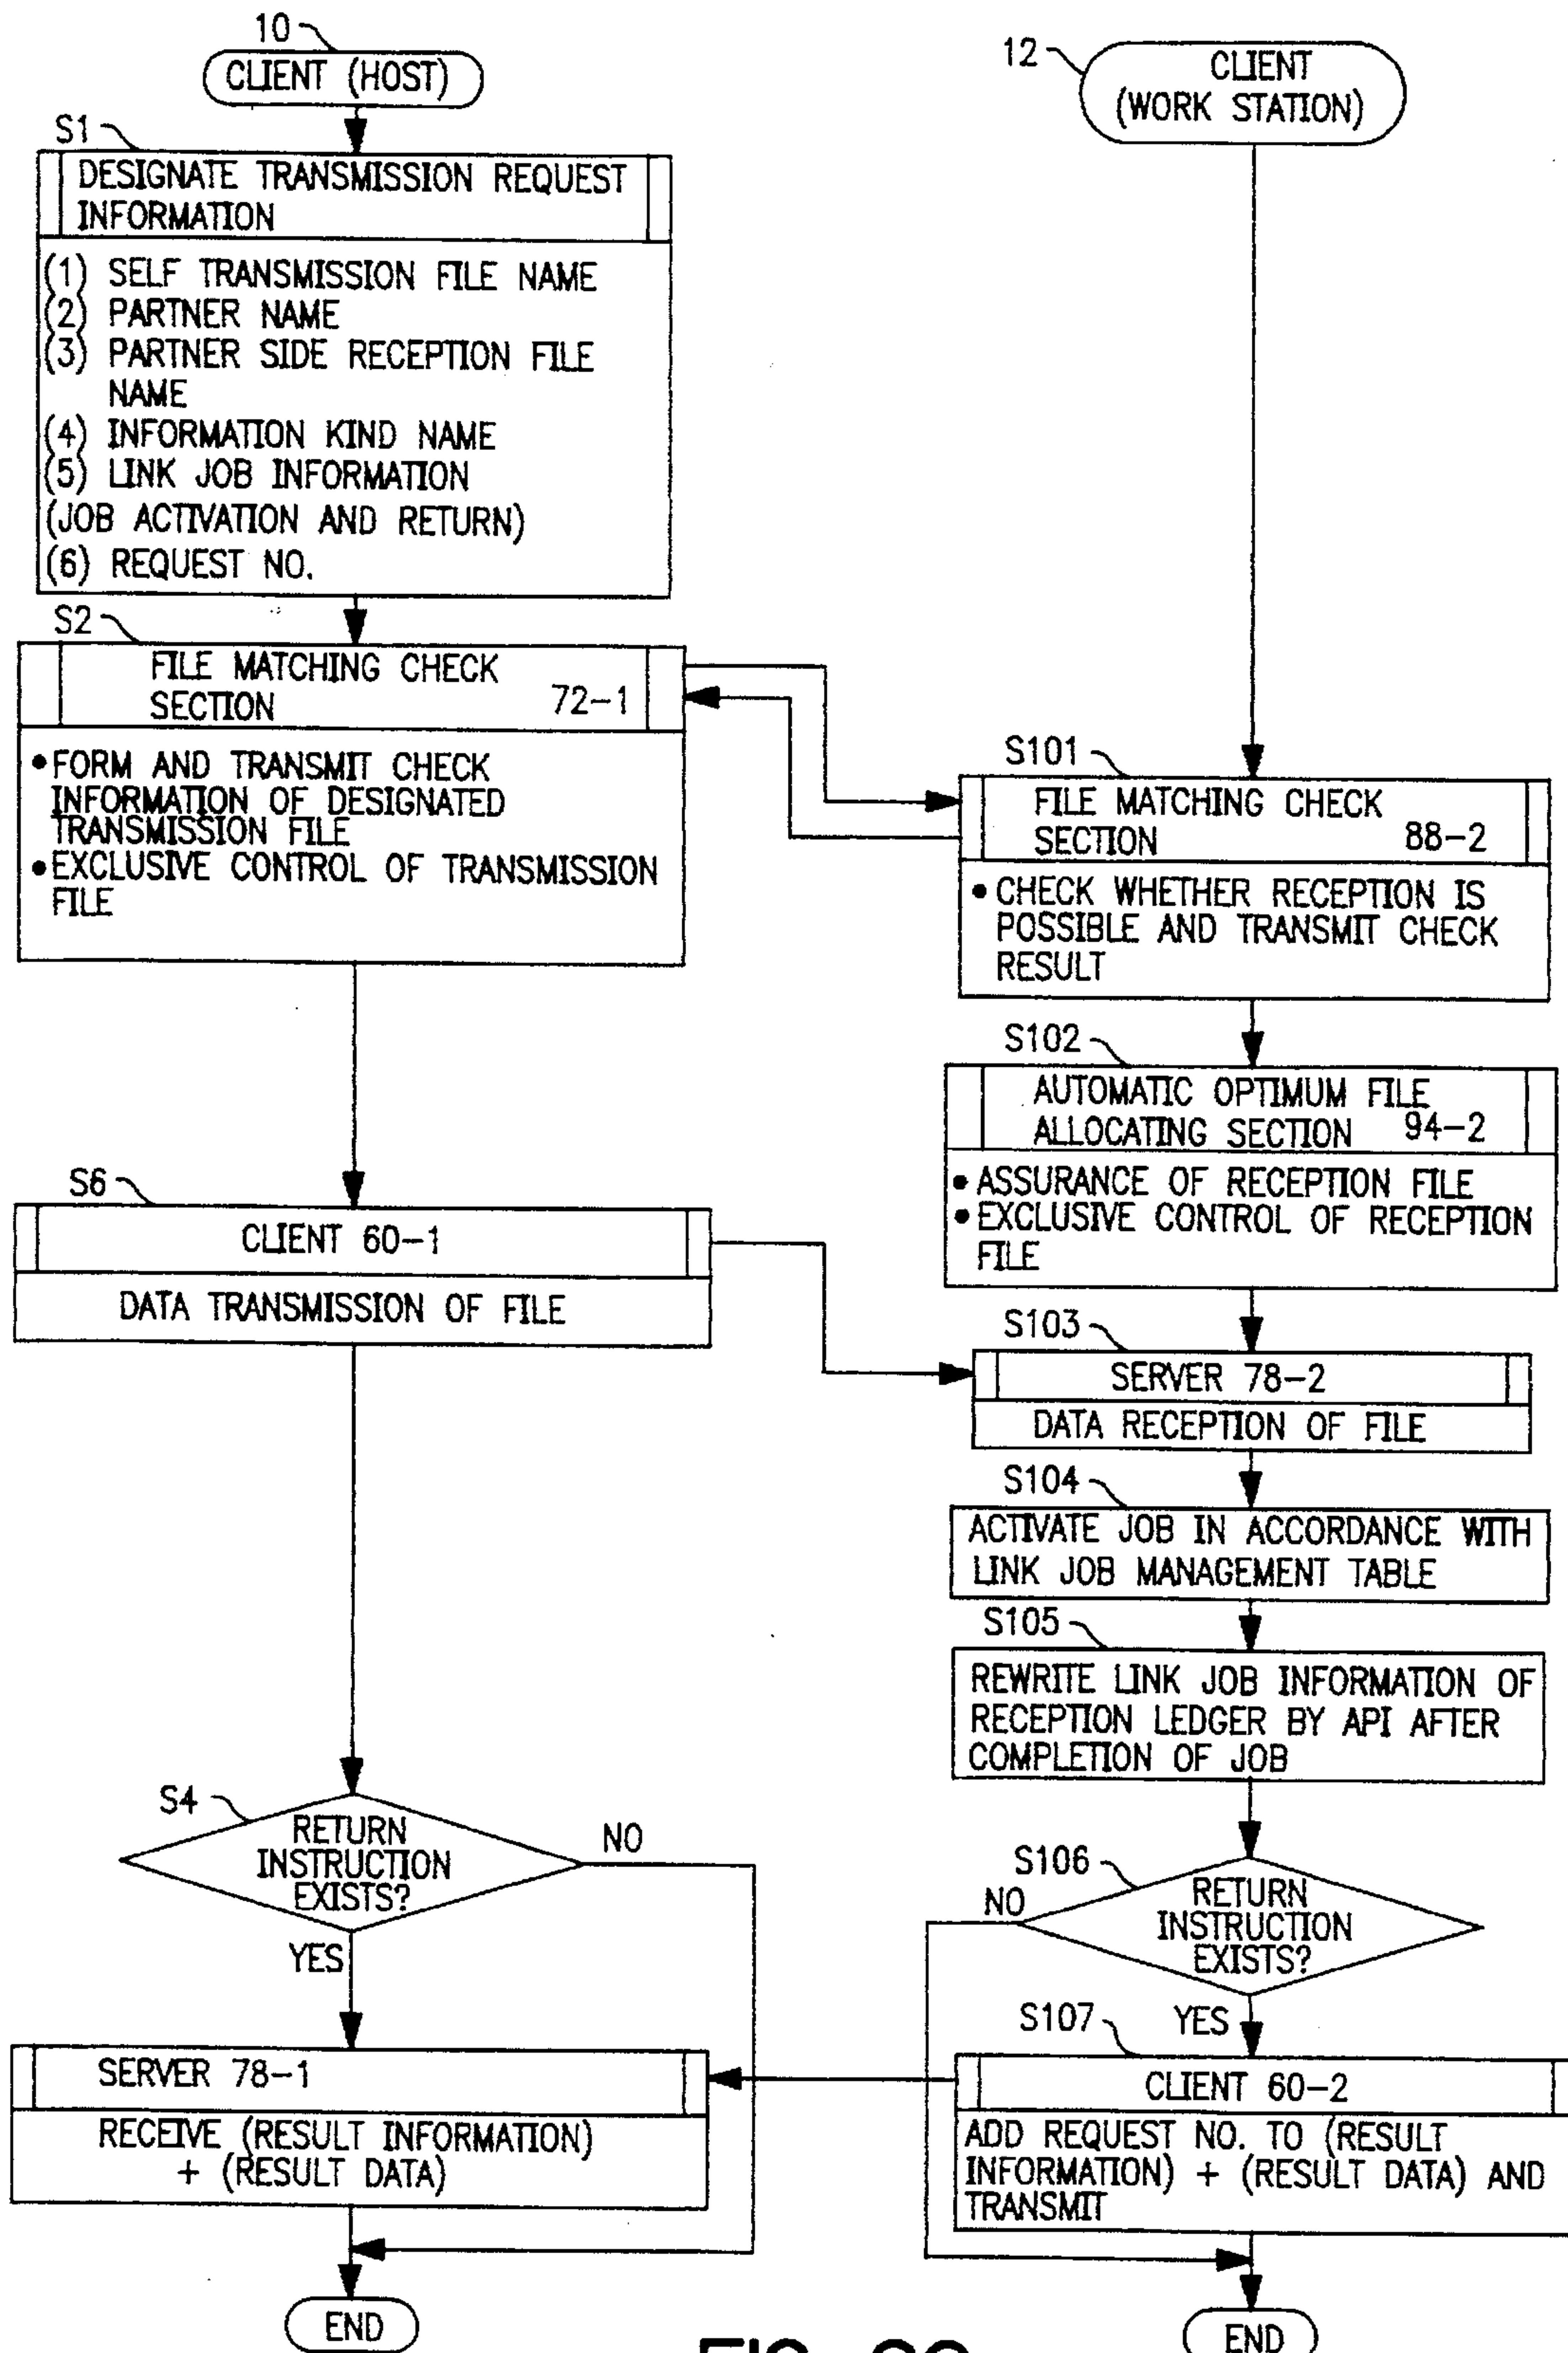 10
CLIENT (HOST)
S1
DESIGNATE TRANSMISSION REQUEST
INFORMATION
(1) SELF TRANSMISSION FILE NAME
(2) PARTNER NAME
(3) PARTNER SIDE RECEPTION FILE
NAME
(4) INFORMATION KIND NAME
(5) LINK JOB INFORMATION
(JOB ACTIVATION AND RETURN)
(6) REQUEST NO.
S2
FILE MATCHING CHECK
SECTION 72-1
•FORM AND TRANSMIT CHECK
INFORMATION OF DESIGNATED
TRANSMISSION FILE
•EXCLUSIVE CONTROL OF TRANSMISSION
FILE
S6
CLIENT 60-1
DATA TRANSMISSION OF FILE
S4
RETURN
INSTRUCTION
EXISTS?
NO
YES
SERVER 78-1
RECEIVE (RESULT INFORMATION)
+ (RESULT DATA)
END
12
CLIENT
(WORK STATION)
S101
FILE MATCHING CHECK
SECTION 88-2
• CHECK WHETHER RECEPTION IS
POSSIBLE AND TRANSMIT CHECK
RESULT
S102
AUTOMATIC OPTIMUM FILE
ALLOCATING SECTION 94-2
• ASSURANCE OF RECEPTION FILE
• EXCLUSIVE CONTROL OF RECEPTION
FILE
S103
SERVER 78-2
DATA RECEPTION OF FILE
S104
ACTIVATE JOB IN ACCORDANCE WITH
LINK JOB MANAGEMENT TABLE
S105
REWRITE LINK JOB INFORMATION OF
RECEPTION LEDGER BY API AFTER
COMPLETION OF JOB
S106
RETURN
INSTRUCTION
EXISTS?
NO
YES
S107
CLIENT 60-2
ADD REQUEST NO. TO (RESULT
INFORMATION) + (RESULT DATA) AND
TRANSMIT
END